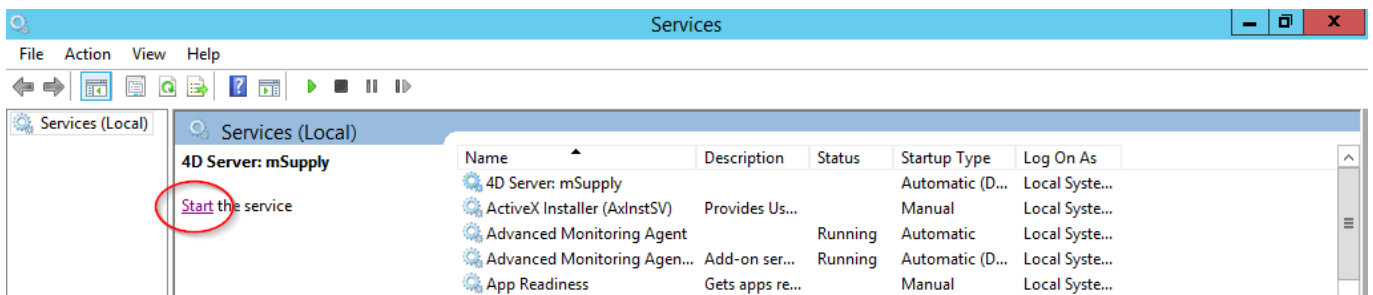 Services
File Action View Help
Services (Local)
Services (Local)
4D Server: mSupply
Start the service
Name Description Status Startup Type Log On As
4D Server: mSupply Automatic (D... Local Syste...
ActiveX Installer (AxInstSV) Provides Us... Manual Local Syste...
Advanced Monitoring Agent Running Automatic Local Syste...
Advanced Monitoring Agen... Add-on ser... Running Automatic (D... Local Syste...
App Readiness Gets apps re... Manual Local Syste...